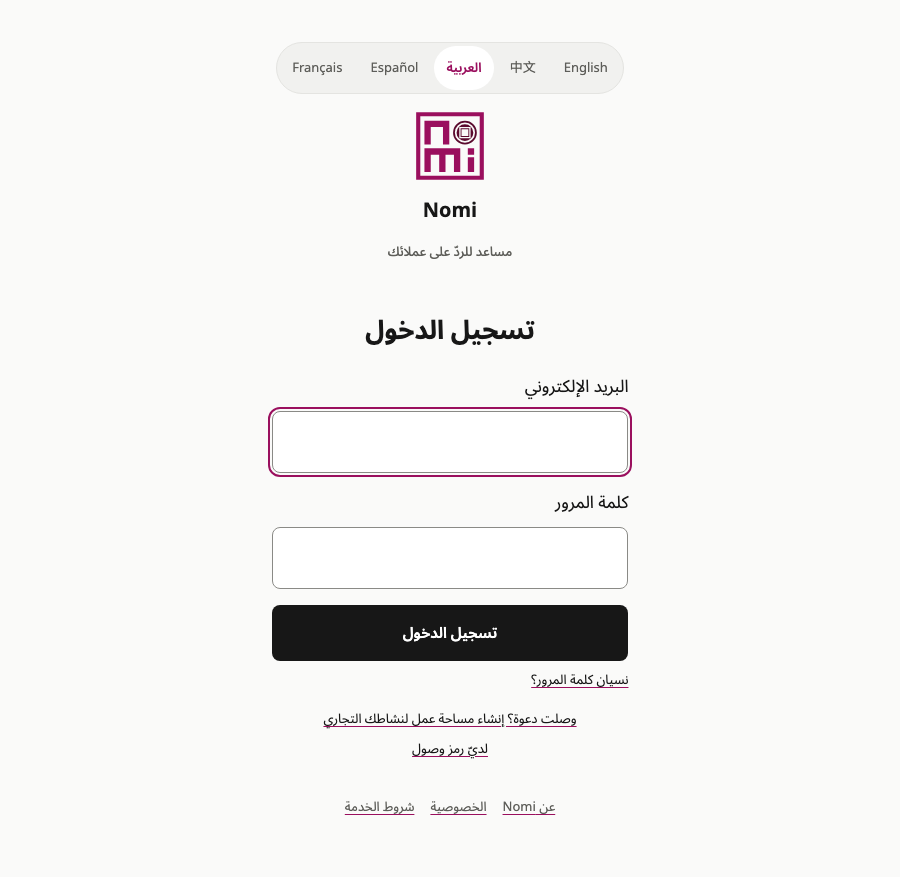 English 中文 العربية Español Français
nomi
Nomi
مساعد للردّ على عملائك
تسجيل الدخول
البريد الإلكتروني
كلمة المرور
تسجيل الدخول
نسيان كلمة المرور؟
وصلت دعوة؟ إنشاء مساحة عمل لنشاطك التجاري
لديّ رمز وصول
عن Nomi الخصوصية شروط الخدمة